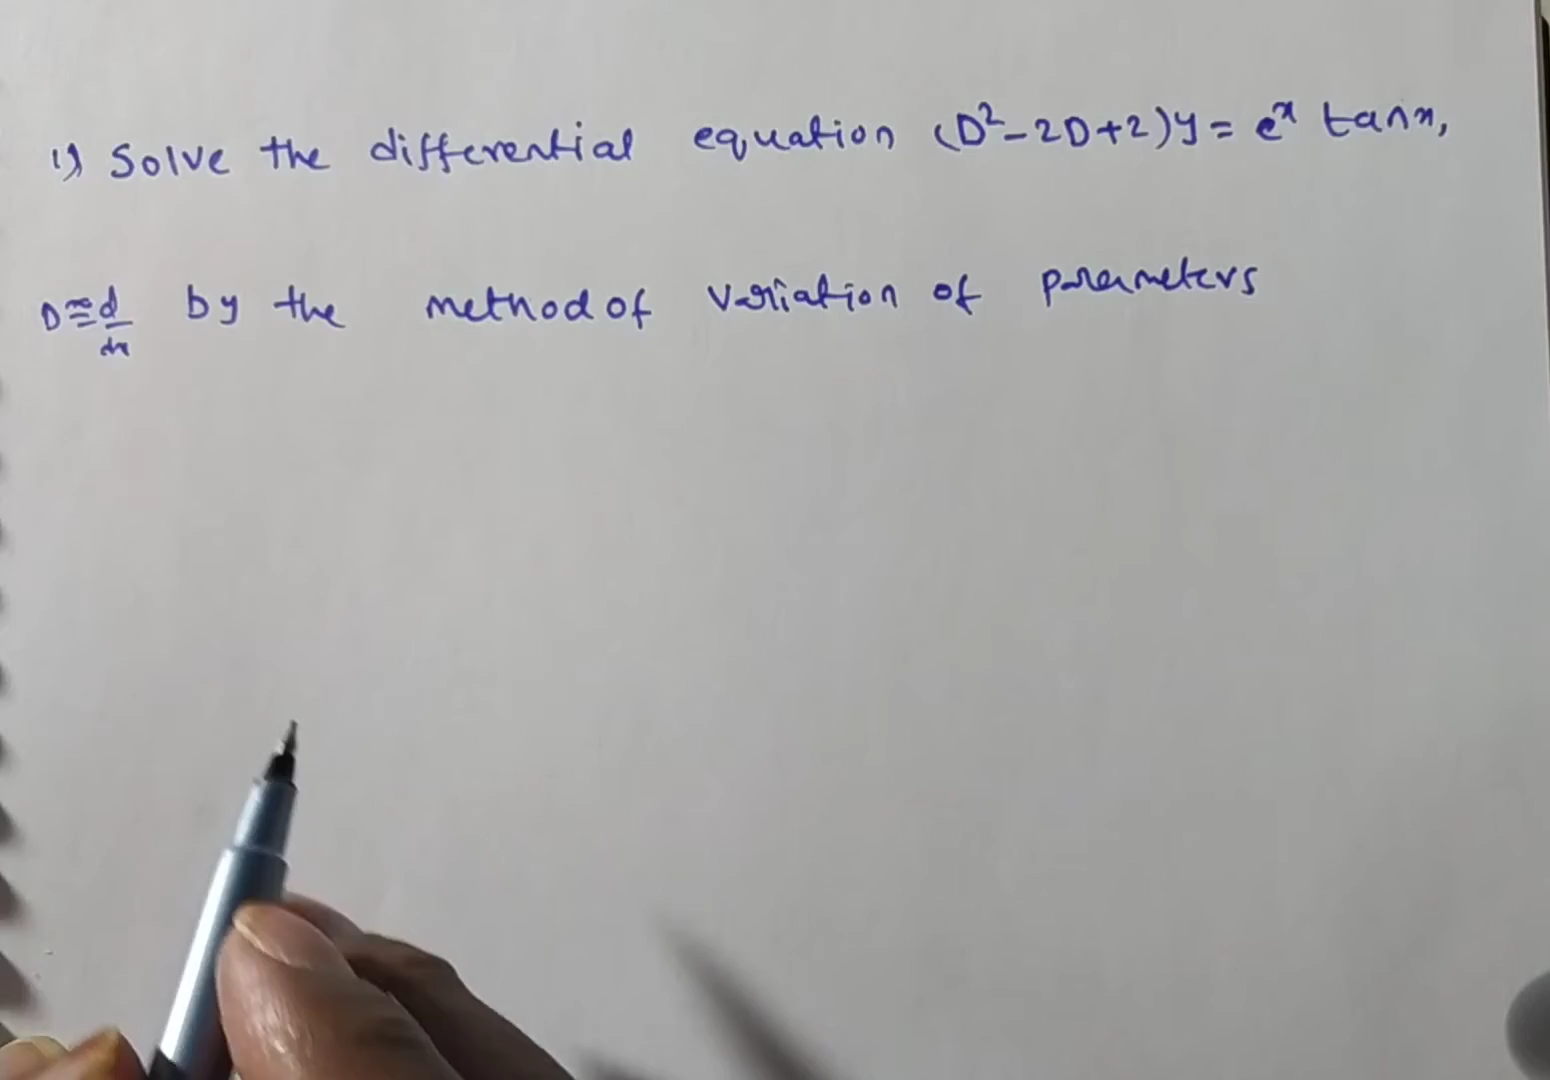 1) Solve the differential equation (D²-2D+2)y = eˣ tanx,
D≅d/dx by the method of variation of parameters